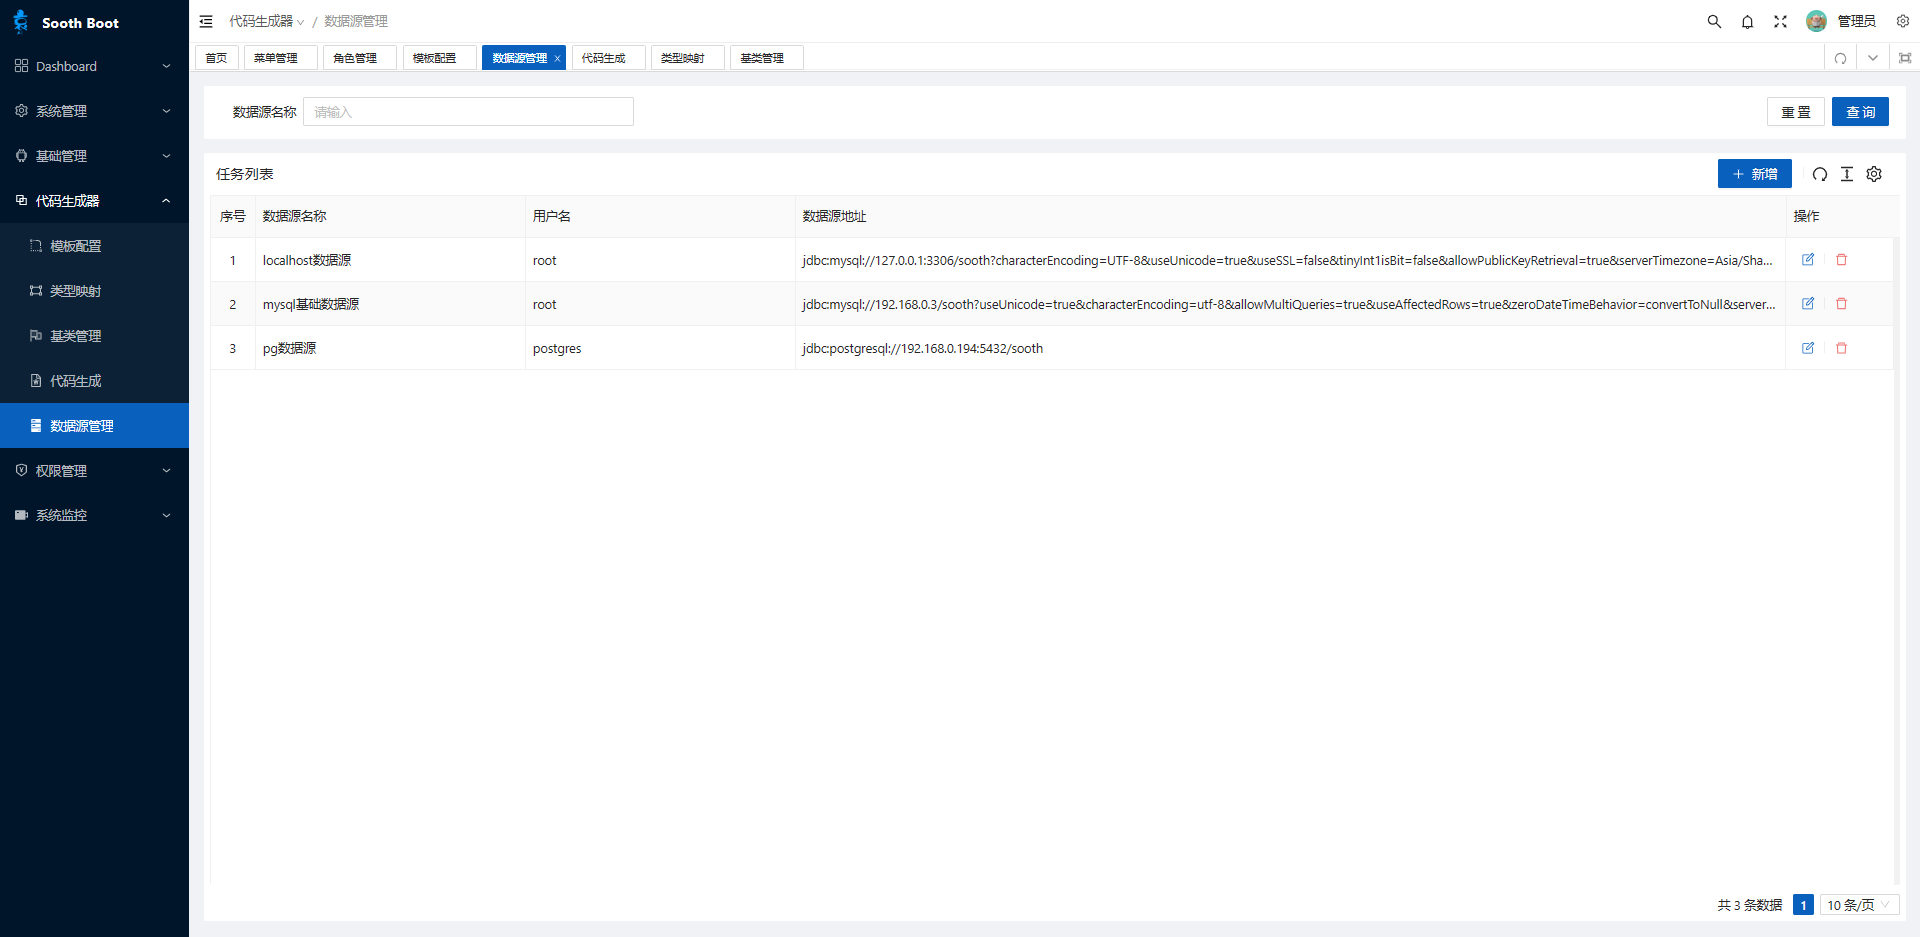 Sooth Boot
代码生成器 / 数据源管理
管理员
首页 菜单管理 角色管理 模板配置 数据源管理 × 代码生成 类型映射 基类管理
Dashboard
系统管理
基础管理
代码生成器
模板配置
类型映射
基类管理
代码生成
数据源管理
权限管理
系统监控
数据源名称 请输入 重 置 查 询
任务列表 新增
序号 数据源名称 用户名 数据源地址 操作
1 localhost数据源 root jdbc:mysql://127.0.0.1:3306/sooth?characterEncoding=UTF-8&useUnicode=true&useSSL=false&tinyInt1isBit=false&allowPublicKeyRetrieval=true&serverTimezone=Asia/Sha...
2 mysql基础数据源 root jdbc:mysql://192.168.0.3/sooth?useUnicode=true&characterEncoding=utf-8&allowMultiQueries=true&useAffectedRows=true&zeroDateTimeBehavior=convertToNull&server...
3 pg数据源 postgres jdbc:postgresql://192.168.0.194:5432/sooth
共 3 条数据 1 10 条/页